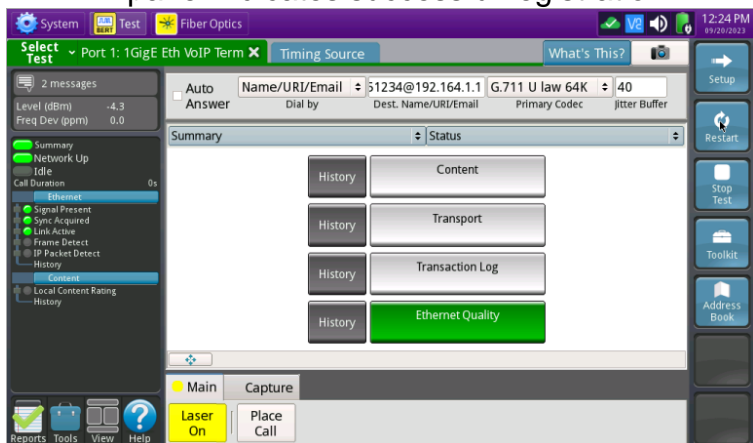 System
Test
Fiber Optics
12:24 PM
09/20/2023
Select Test
Port 1: 1GigE Eth VoIP Term
Timing Source
What's This?
2 messages
Level (dBm) -4.3
Freq Dev (ppm) 0.0
Summary
Network Up
Idle
Call Duration 0s
Ethernet
Signal Present
Sync Acquired
Link Active
Frame Detect
IP Packet Detect
History
Content
Local Content Rating
History
Reports Tools View Help
Auto Answer
Name/URI/Email
Dial by
51234@192.164.1.1
Dest. Name/URI/Email
G.711 U law 64K
Primary Codec
40
Jitter Buffer
Summary
Status
History Content
History Transport
History Transaction Log
History Ethernet Quality
Main
Capture
Laser On
Place Call
Setup
Restart
Stop Test
Toolkit
Address Book